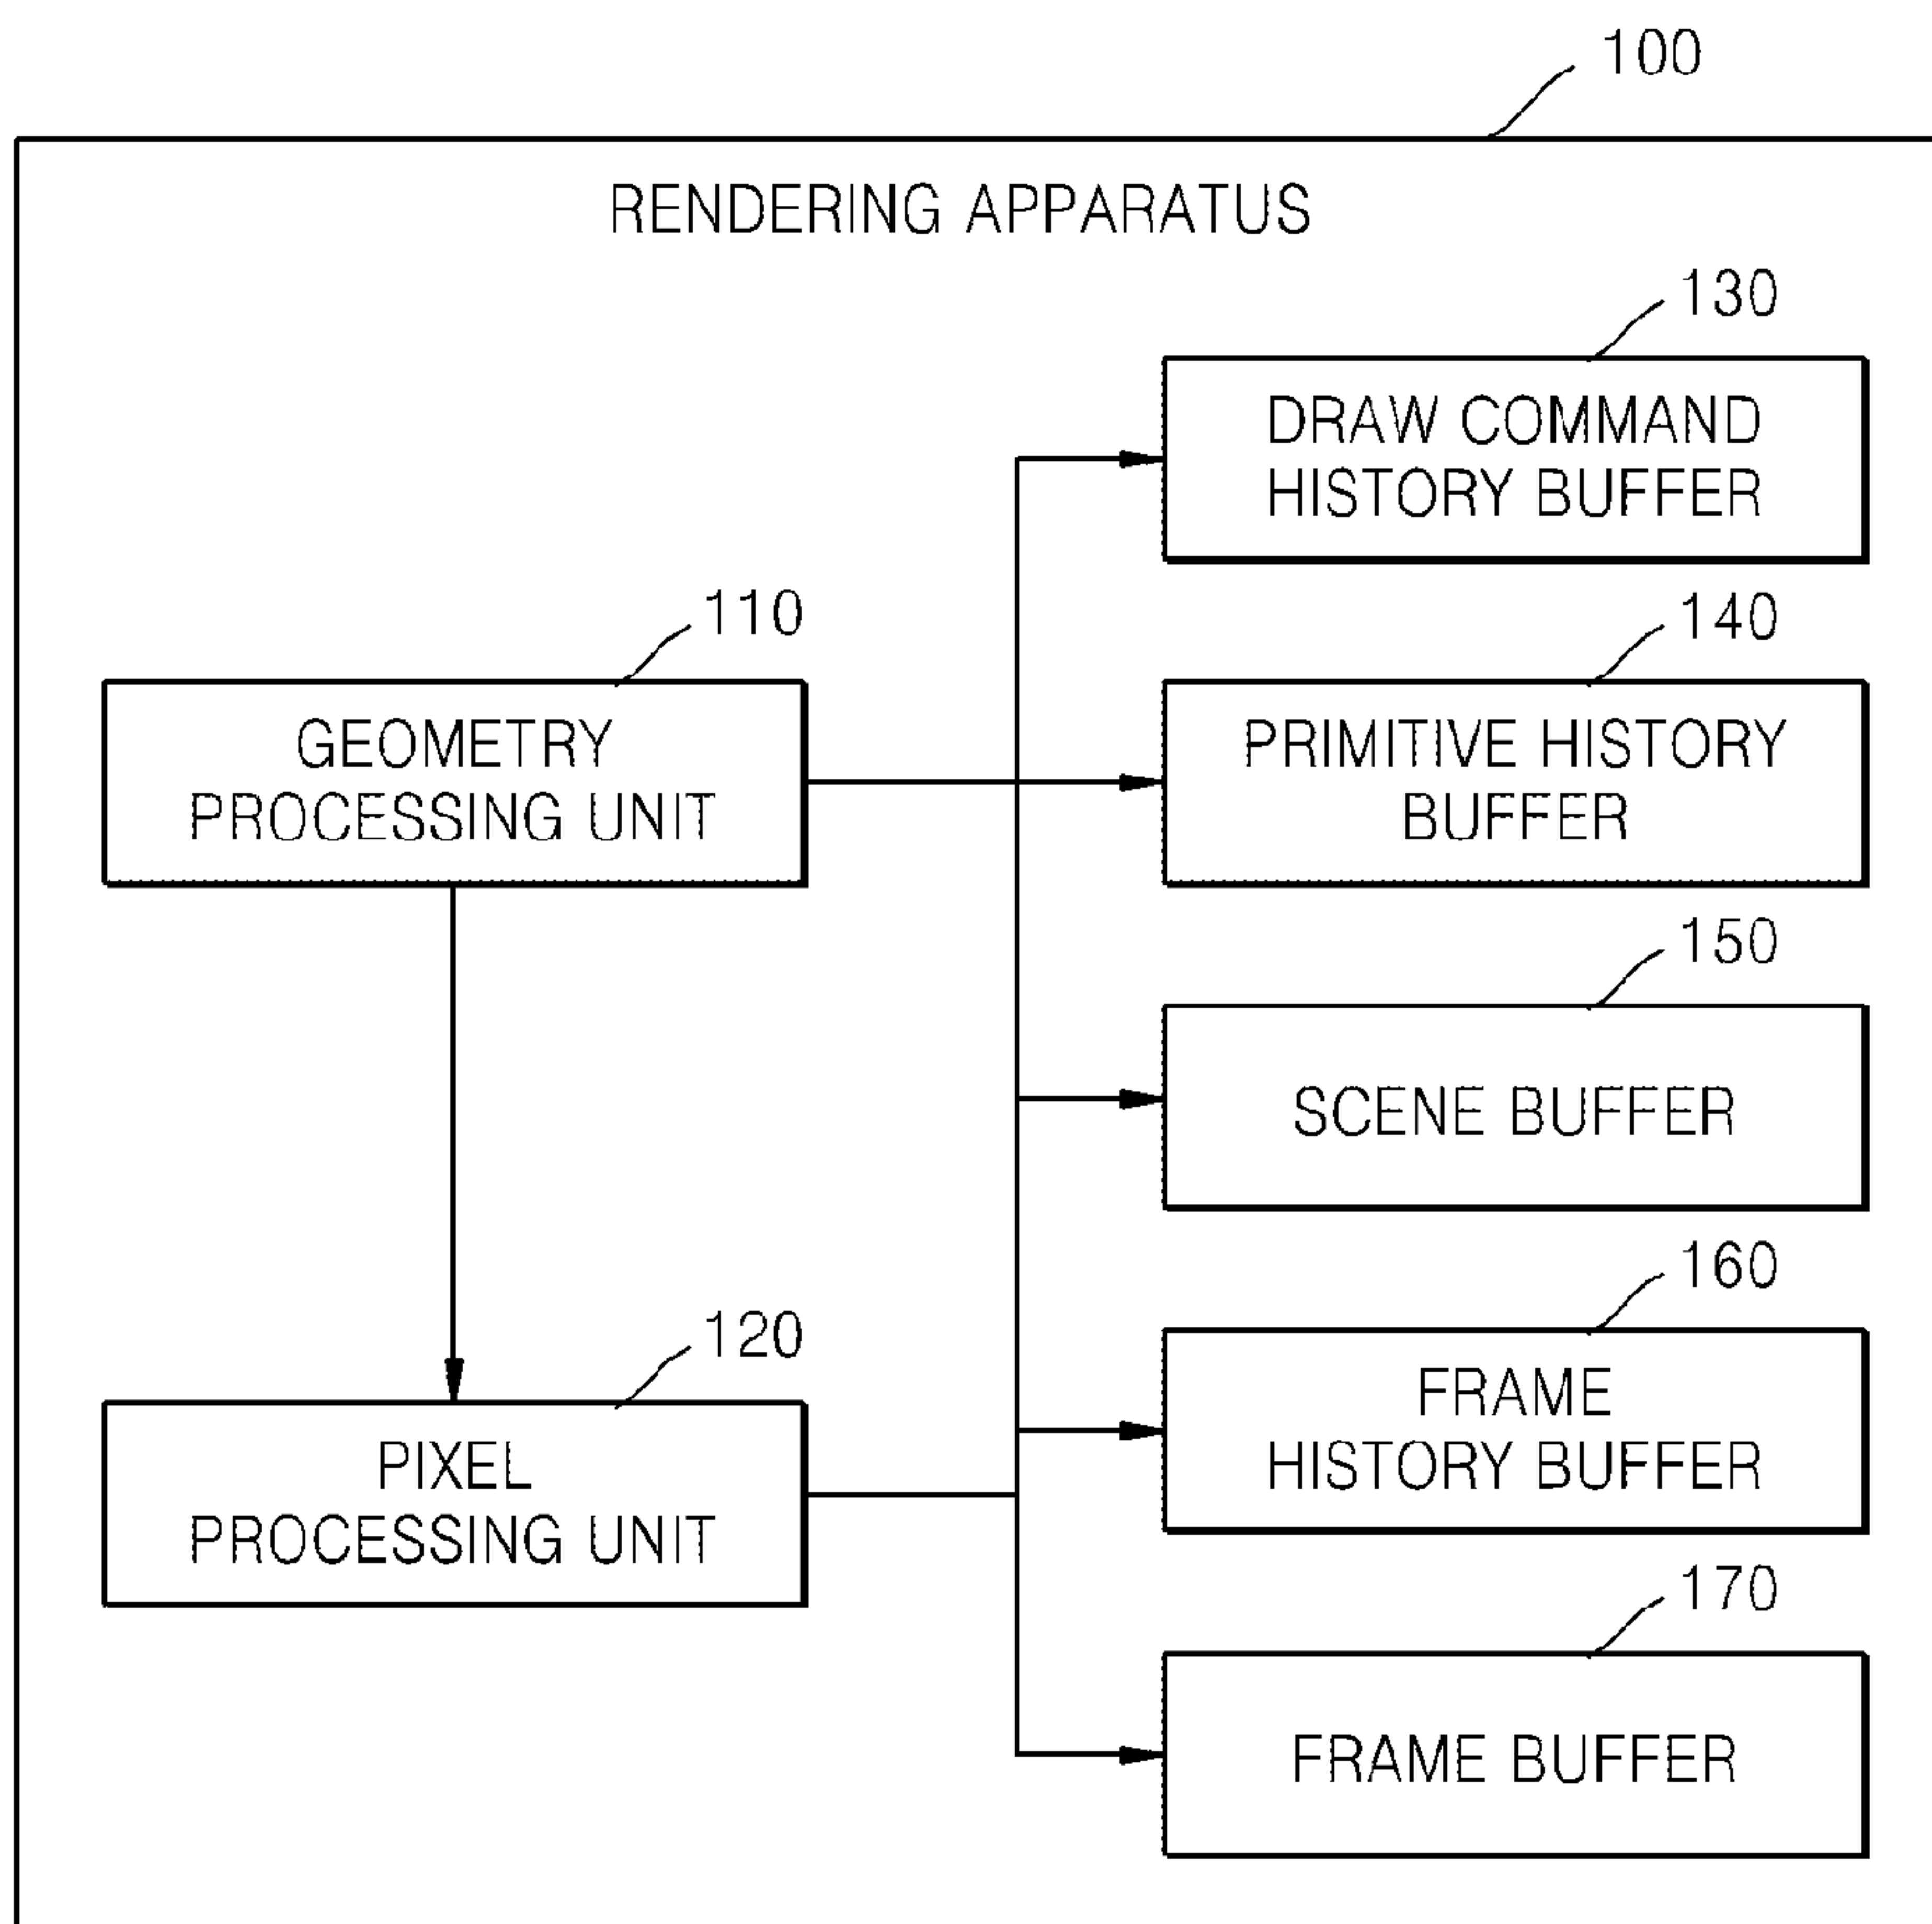 100
RENDERING APPARATUS
130
DRAW COMMAND
HISTORY BUFFER
110
GEOMETRY
PROCESSING UNIT
140
PRIMITIVE HISTORY
BUFFER
150
SCENE BUFFER
120
PIXEL
PROCESSING UNIT
160
FRAME
HISTORY BUFFER
170
FRAME BUFFER